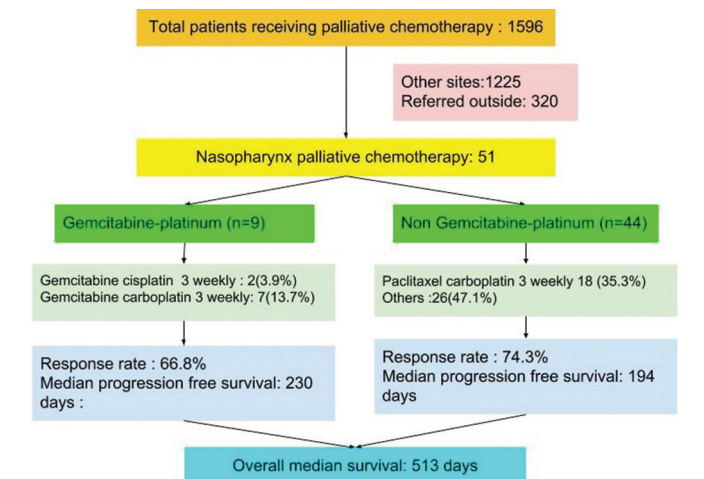 Total patients receiving palliative chemotherapy : 1596
Other sites:1225
Referred outside: 320
Nasopharynx palliative chemotherapy: 51
Gemcitabine-platinum (n=9)
Non Gemcitabine-platinum (n=44)
Gemcitabine cisplatin 3 weekly : 2(3.9%)
Gemcitabine carboplatin 3 weekly: 7(13.7%)
Paclitaxel carboplatin 3 weekly 18 (35.3%)
Others :26(47.1%)
Response rate : 66.8%
Median progression free survival: 230
days :
Response rate : 74.3%
Median progression free survival: 194
days
Overall median survival: 513 days